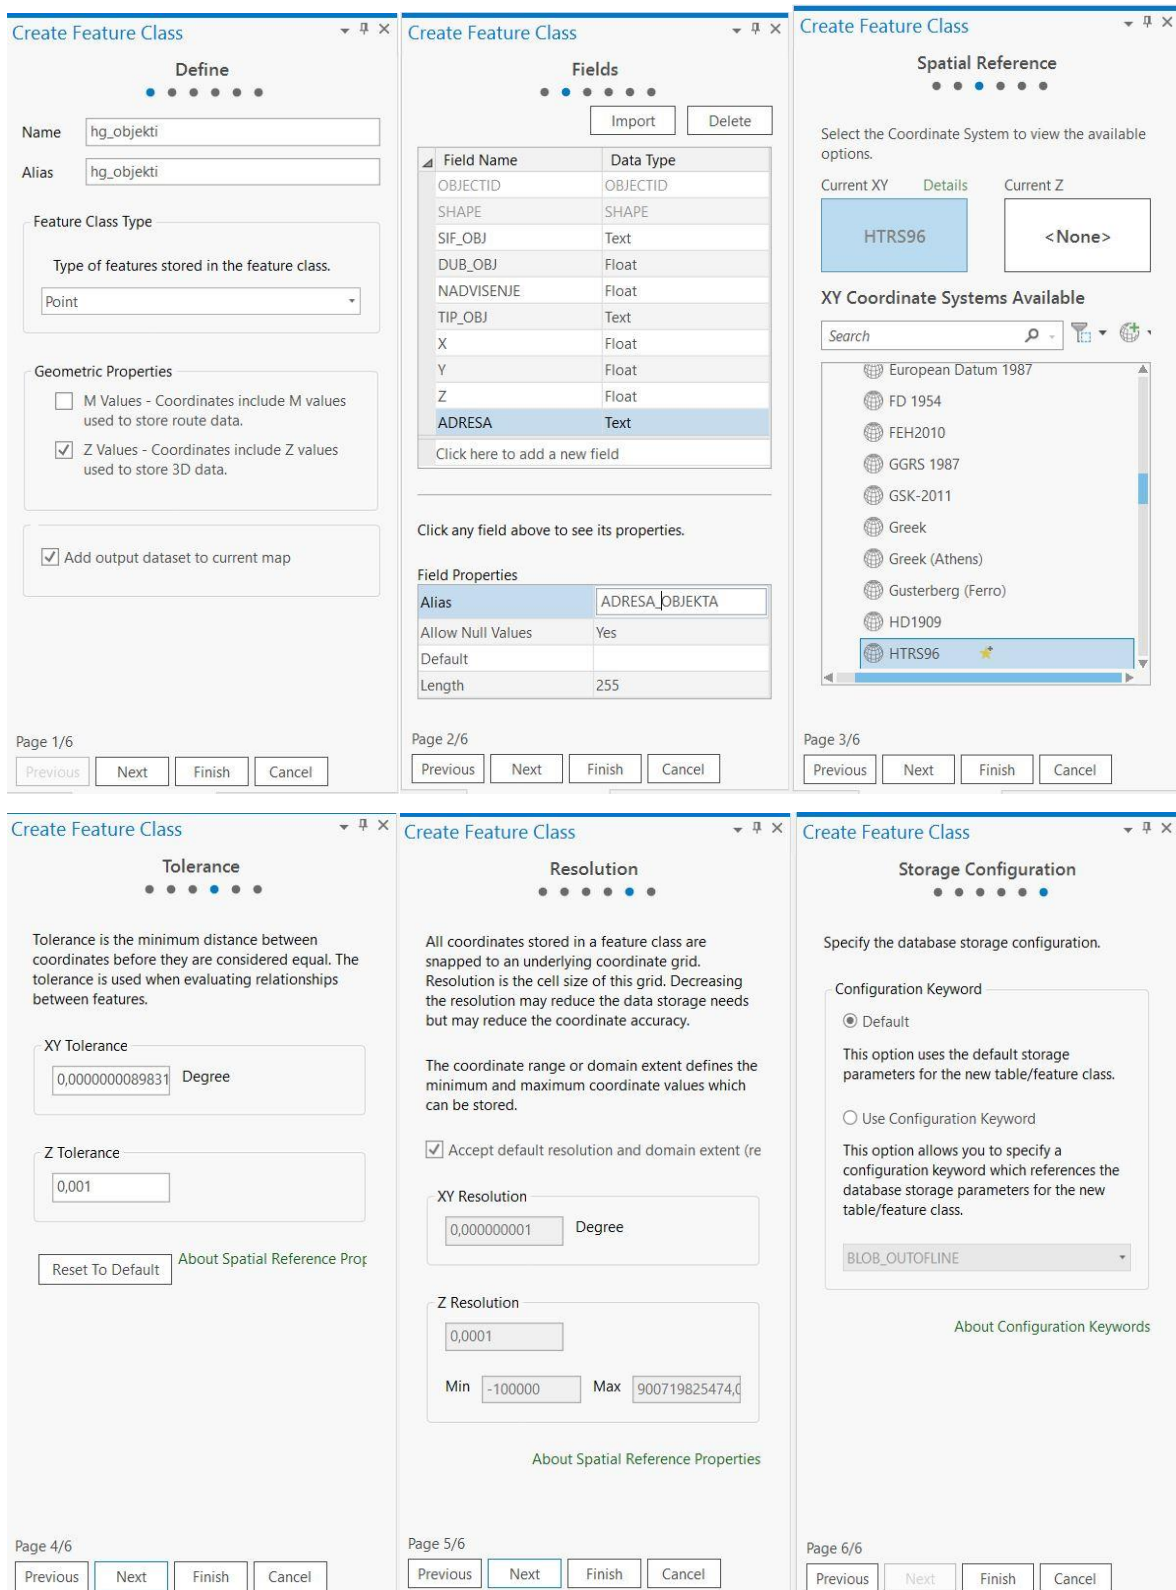 Create Feature Class
Define
Name hg_objekti
Alias hg_objekti
Feature Class Type
Type of features stored in the feature class.
Point
Geometric Properties
M Values - Coordinates include M values
used to store route data.
Z Values - Coordinates include Z values
used to store 3D data.
Add output dataset to current map
Page 1/6
Previous Next Finish Cancel
Create Feature Class
Fields
Import Delete
Field Name Data Type
OBJECTID OBJECTID
SHAPE SHAPE
SIF_OBJ Text
DUB_OBJ Float
NADVISENJE Float
TIP_OBJ Text
X Float
Y Float
Z Float
ADRESA Text
Click here to add a new field
Click any field above to see its properties.
Field Properties
Alias ADRESA_OBJEKTA
Allow Null Values Yes
Default
Length 255
Page 2/6
Previous Next Finish Cancel
Create Feature Class
Spatial Reference
Select the Coordinate System to view the available
options.
Current XY Details Current Z
HTRS96 <None>
XY Coordinate Systems Available
Search
European Datum 1987
FD 1954
FEH2010
GGRS 1987
GSK-2011
Greek
Greek (Athens)
Gusterberg (Ferro)
HD1909
HTRS96
Page 3/6
Previous Next Finish Cancel
Create Feature Class
Tolerance
Tolerance is the minimum distance between
coordinates before they are considered equal. The
tolerance is used when evaluating relationships
between features.
XY Tolerance
0,0000000089831 Degree
Z Tolerance
0,001
Reset To Default About Spatial Reference Prop
Page 4/6
Previous Next Finish Cancel
Create Feature Class
Resolution
All coordinates stored in a feature class are
snapped to an underlying coordinate grid.
Resolution is the cell size of this grid. Decreasing
the resolution may reduce the data storage needs
but may reduce the coordinate accuracy.
The coordinate range or domain extent defines the
minimum and maximum coordinate values which
can be stored.
Accept default resolution and domain extent (re
XY Resolution
0,000000001 Degree
Z Resolution
0,0001
Min -100000 Max 900719825474,0
About Spatial Reference Properties
Page 5/6
Previous Next Finish Cancel
Create Feature Class
Storage Configuration
Specify the database storage configuration.
Configuration Keyword
Default
This option uses the default storage
parameters for the new table/feature class.
Use Configuration Keyword
This option allows you to specify a
configuration keyword which references the
database storage parameters for the new
table/feature class.
BLOB_OUTOFLINE
About Configuration Keywords
Page 6/6
Previous Next Finish Cancel